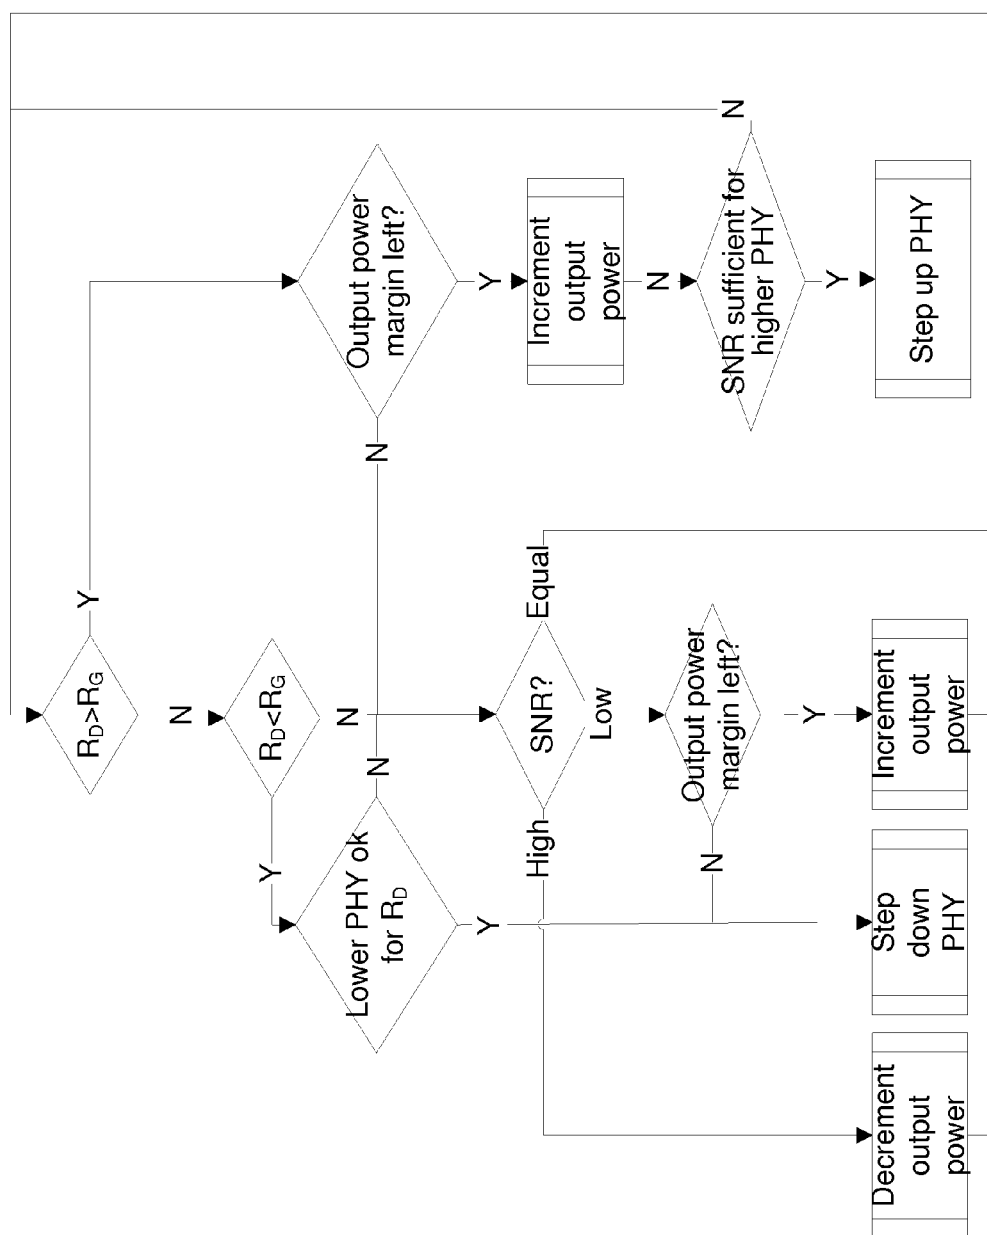 R_D>R_G
Y
N
R_D<R_G
Y
N
Lower PHY ok
for R_D
N
Y
Output power
margin left?
N
Y
Increment
output
power
N
SNR sufficient for
higher PHY
N
Y
Step up PHY
SNR?
Equal
Low
High
Output power
margin left?
Y
N
Increment
output
power
Step
down
PHY
Decrement
output
power